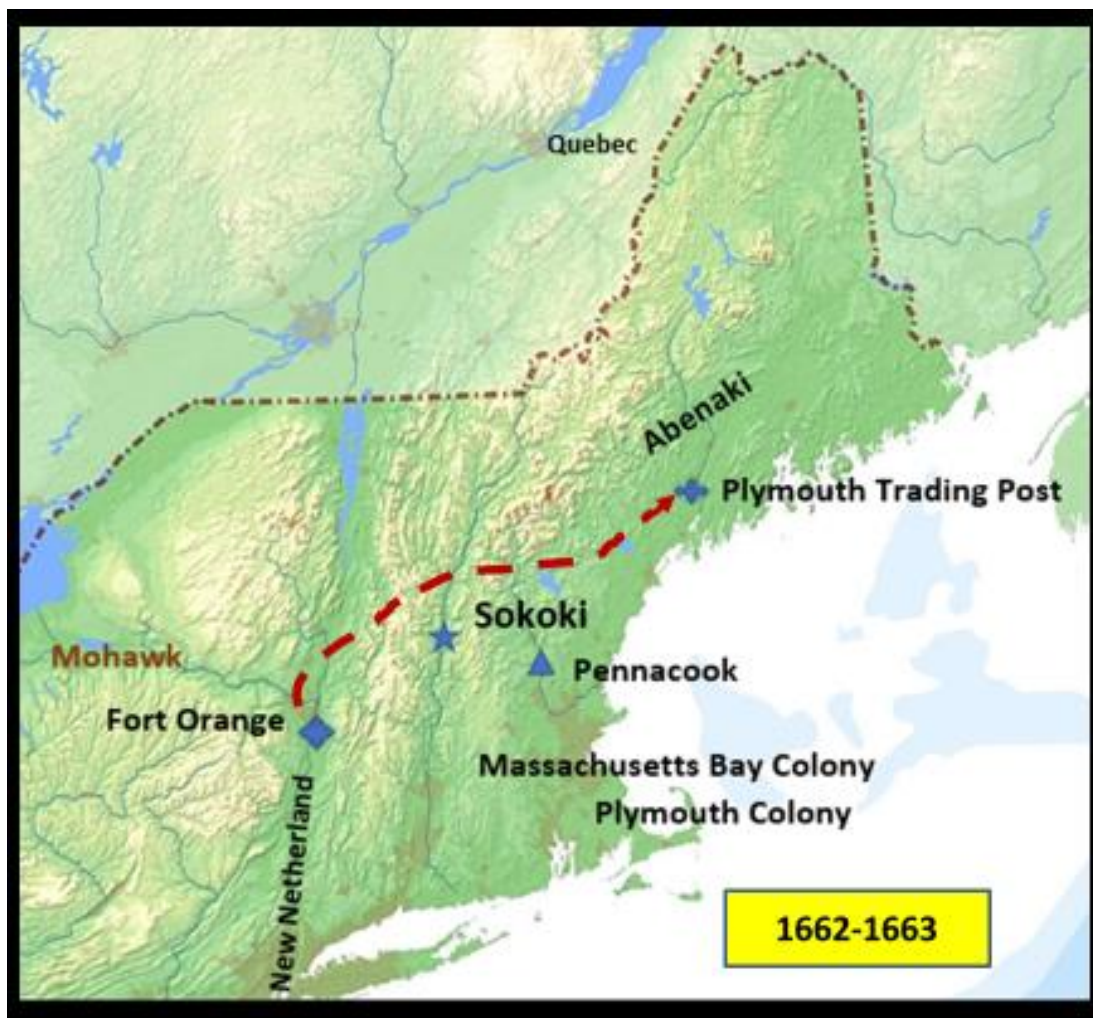 Quebec
Abenaki
Plymouth Trading Post
Sokoki
Mohawk
Pennacook
Fort Orange
Massachusetts Bay Colony
Plymouth Colony
New Netherland
1662-1663